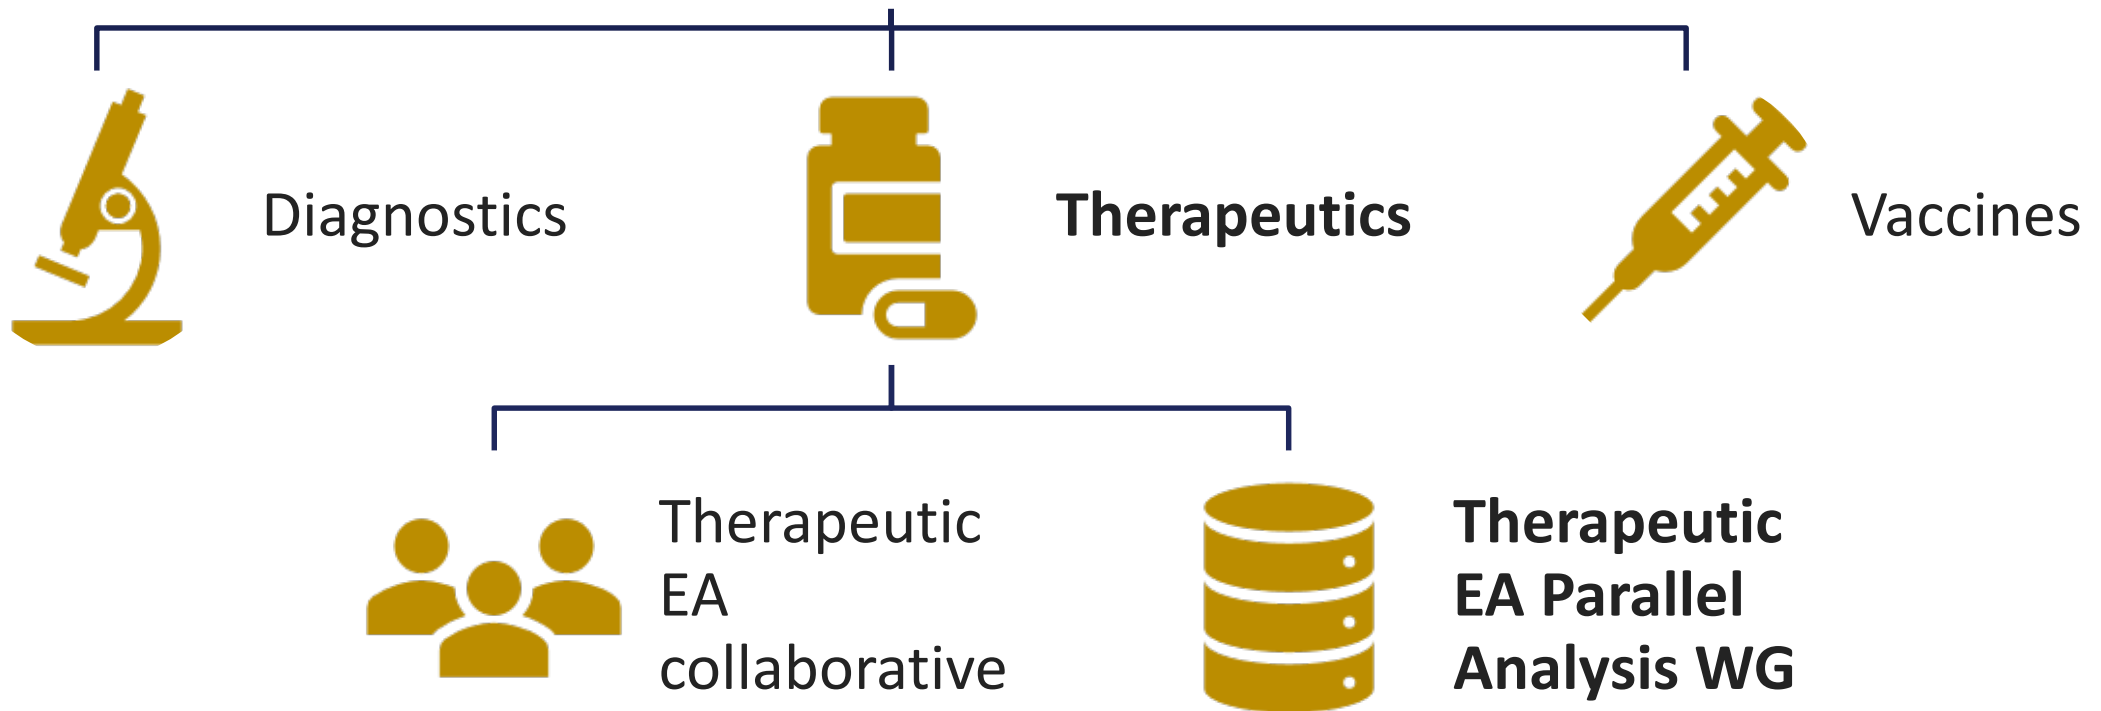 Diagnostics
Therapeutics
Vaccines
Therapeutic
EA
collaborative
Therapeutic
EA Parallel
Analysis WG